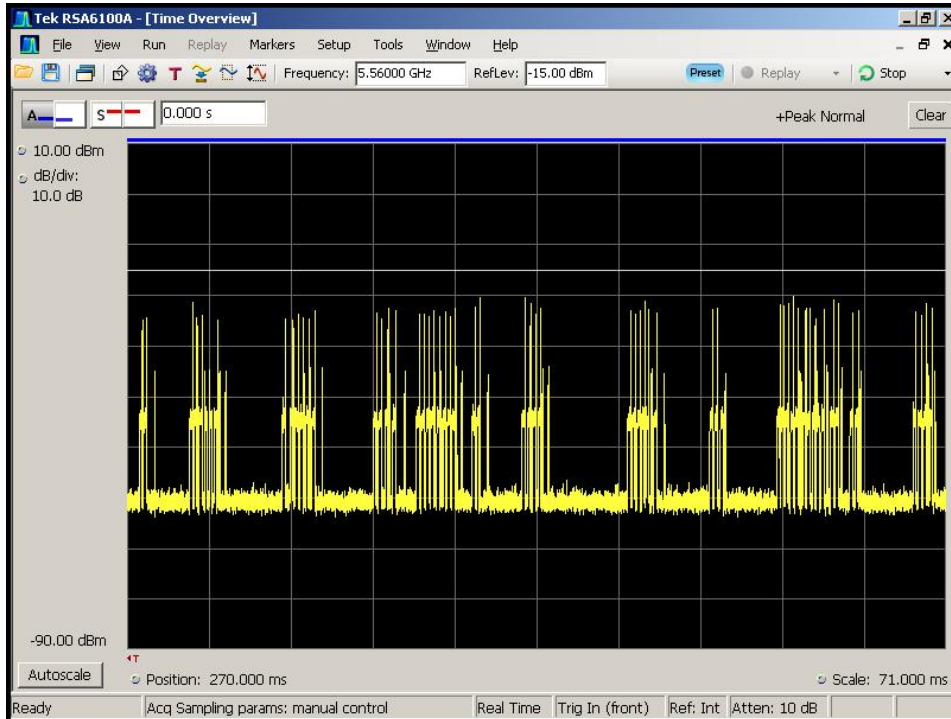 Tek RSA6100A - [Time Overview]
File View Run Replay Markers Setup Tools Window Help
T Frequency: 5.56000 GHz RefLev: -15.00 dBm Preset Replay Stop
A S 0.000 s +Peak Normal Clear
10.00 dBm
dB/div:
10.0 dB
-90.00 dBm
T
Autoscale Position: 270.000 ms Scale: 71.000 ms
Ready Acq Sampling params: manual control Real Time Trig In (front) Ref: Int Atten: 10 dB